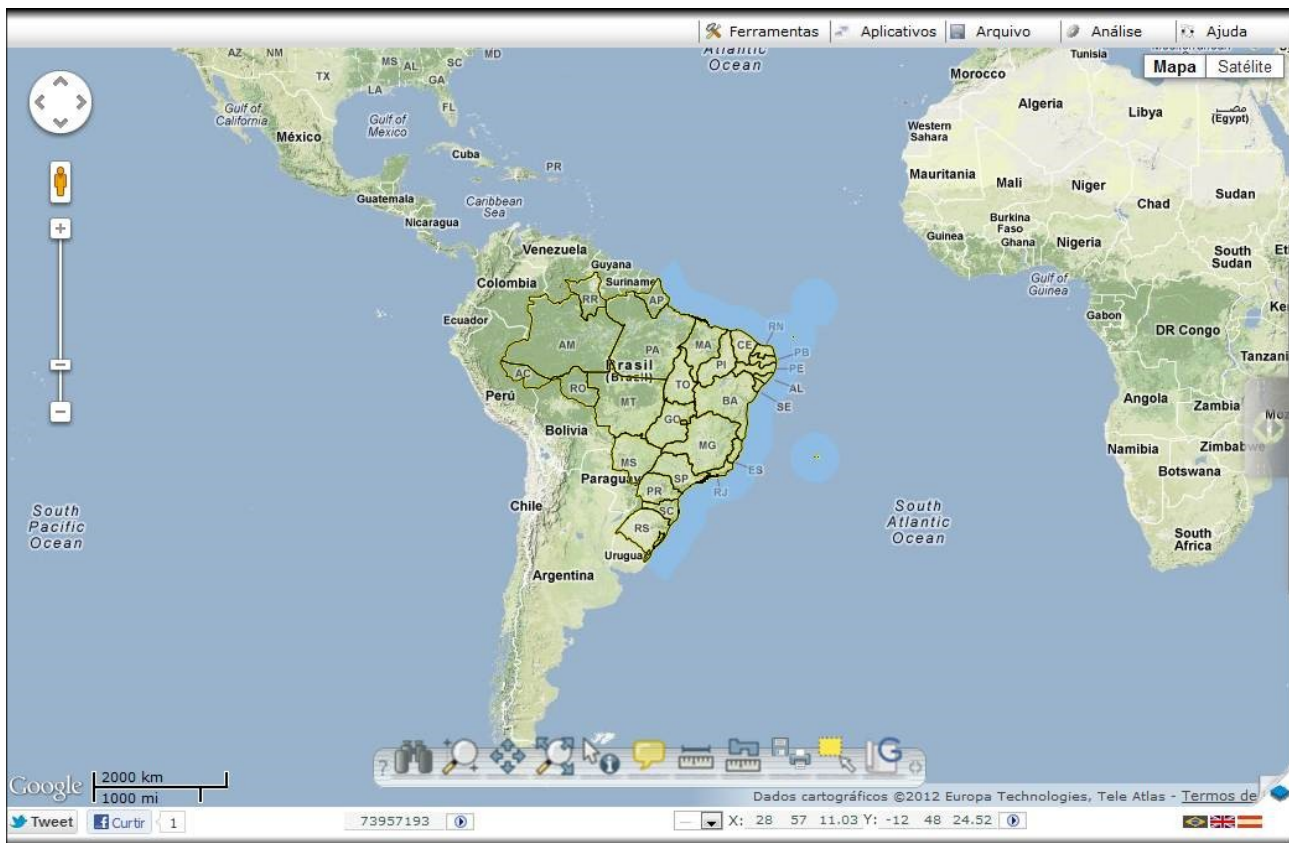 Ferramentas Aplicativos Arquivo Análise Ajuda
Mapa Satélite
AZ NM MS AL SC MD
TX LA GA
FL
Atlantic
Ocean
Gulf of
California
México
Gulf of
Mexico
Cuba
PR
Guatemala
Caribbean
Sea
Nicaragua
Morocco
Tunisia
Algeria
Libya
مصر
(Egypt)
Western
Sahara
Mauritania
Mali
Niger
Chad
Sudan
Burkina
Faso
Guinea
Ghana
Nigeria
South
Sudan
Gulf of
Guinea
Gabon
DR Congo
Tanzani
Angola
Zambia
Namibia
Zimbabwe
Botswana
South
Africa
Venezuela
Guyana
Suriname
Colombia
Ecuador
RR
AP
AM
PA
MA
CE
RN
PB
PE
AL
SE
PI
Brasil
(Brazil)
AC
RO
TO
MT
BA
Perú
GO
Bolivia
MG
MS
ES
Paraguay
SP
RJ
PR
Chile
SC
RS
Uruguay
Argentina
South
Pacific
Ocean
South
Atlantic
Ocean
?
G
Google
2000 km
1000 mi
Dados cartográficos ©2012 Europa Technologies, Tele Atlas - Termos de
Tweet Curtir 1 73957193 X: 28 57 11.03 Y: -12 48 24.52